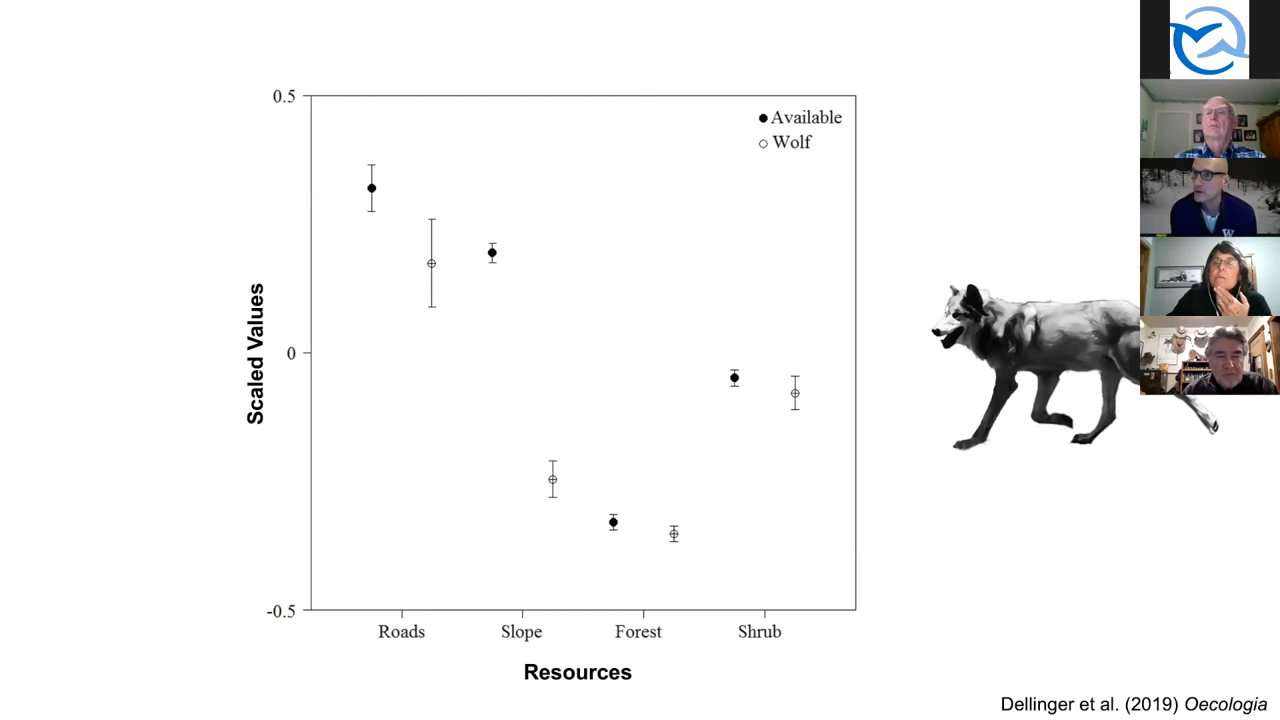 0.5
Available
Wolf
Scaled Values
0
-0.5
Roads
Slope
Forest
Shrub
Resources
Dellinger et al. (2019) Oecologia
W